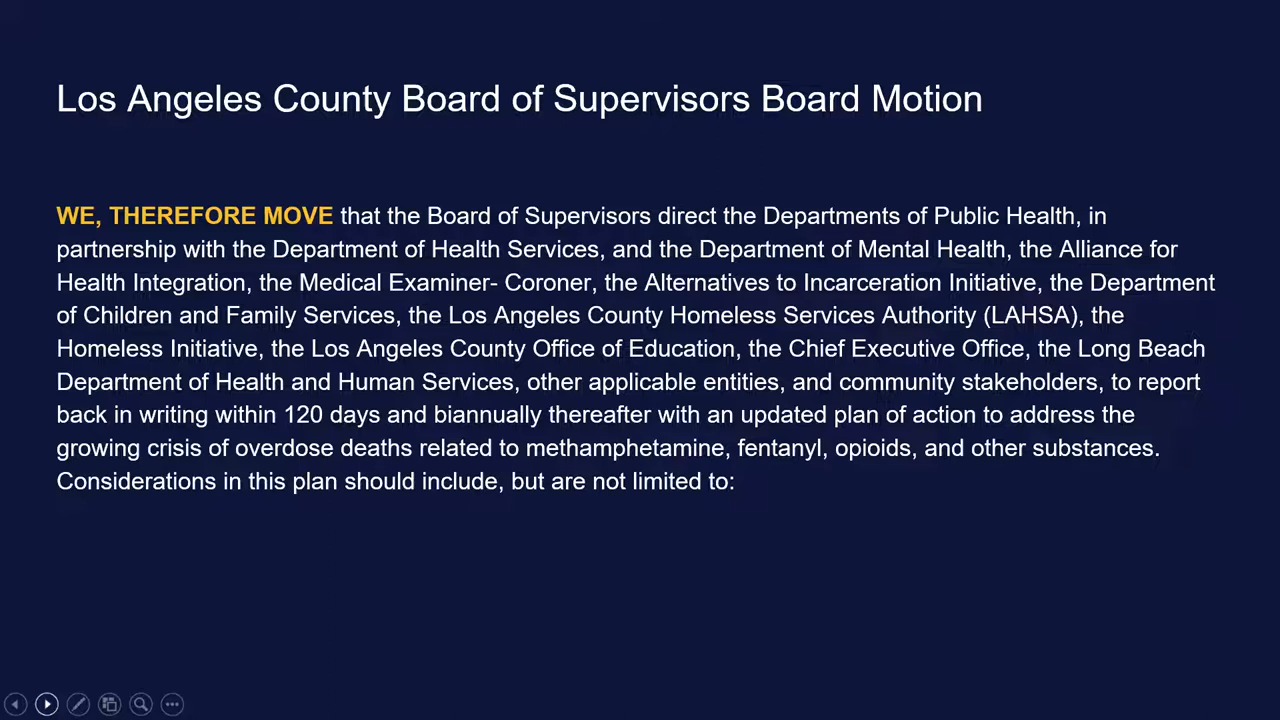 Los Angeles County Board of Supervisors Board Motion
WE, THEREFORE MOVE that the Board of Supervisors direct the Departments of Public Health, in
partnership with the Department of Health Services, and the Department of Mental Health, the Alliance for
Health Integration, the Medical Examiner- Coroner, the Alternatives to Incarceration Initiative, the Department
of Children and Family Services, the Los Angeles County Homeless Services Authority (LAHSA), the
Homeless Initiative, the Los Angeles County Office of Education, the Chief Executive Office, the Long Beach
Department of Health and Human Services, other applicable entities, and community stakeholders, to report
back in writing within 120 days and biannually thereafter with an updated plan of action to address the
growing crisis of overdose deaths related to methamphetamine, fentanyl, opioids, and other substances.
Considerations in this plan should include, but are not limited to: